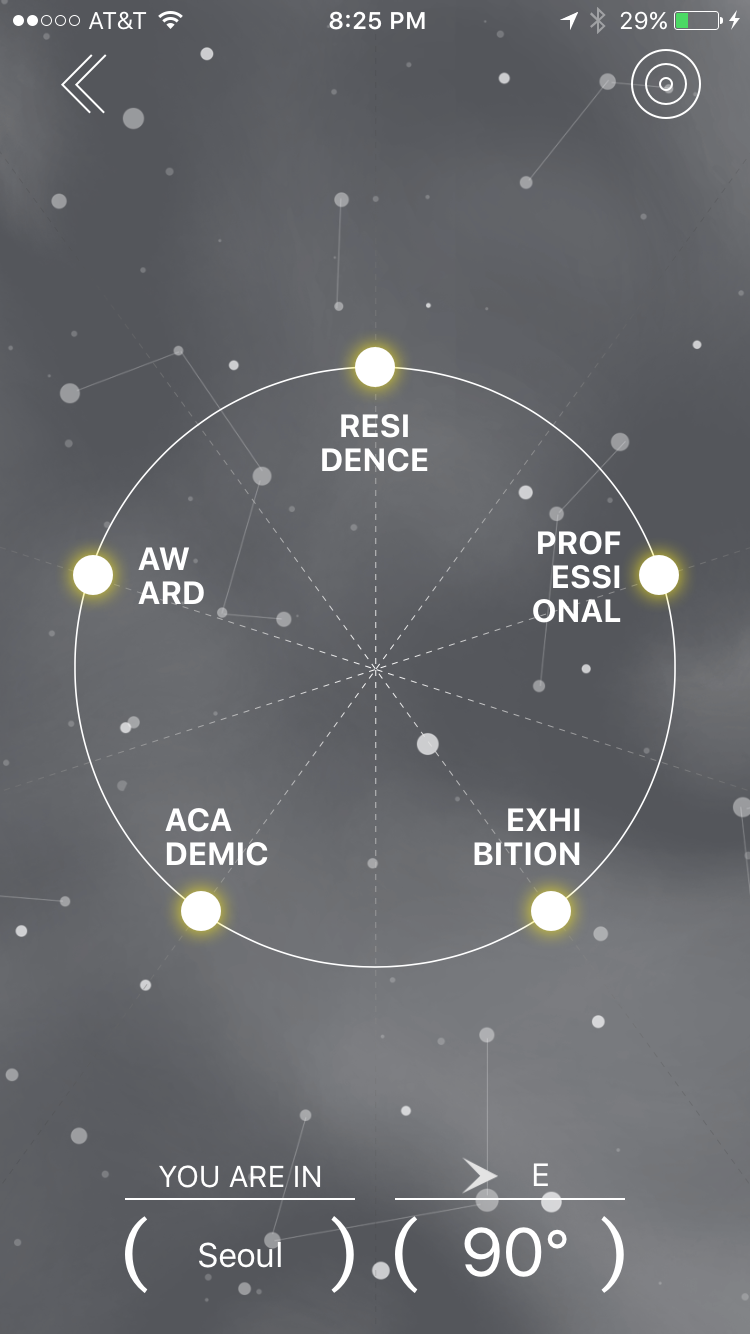 AT&T 8:25 PM 29%
RESI
DENCE
PROF
ESSI
ONAL
AW
ARD
ACA
DEMIC
EXHI
BITION
YOU ARE IN
( Seoul )
E
( 90° )